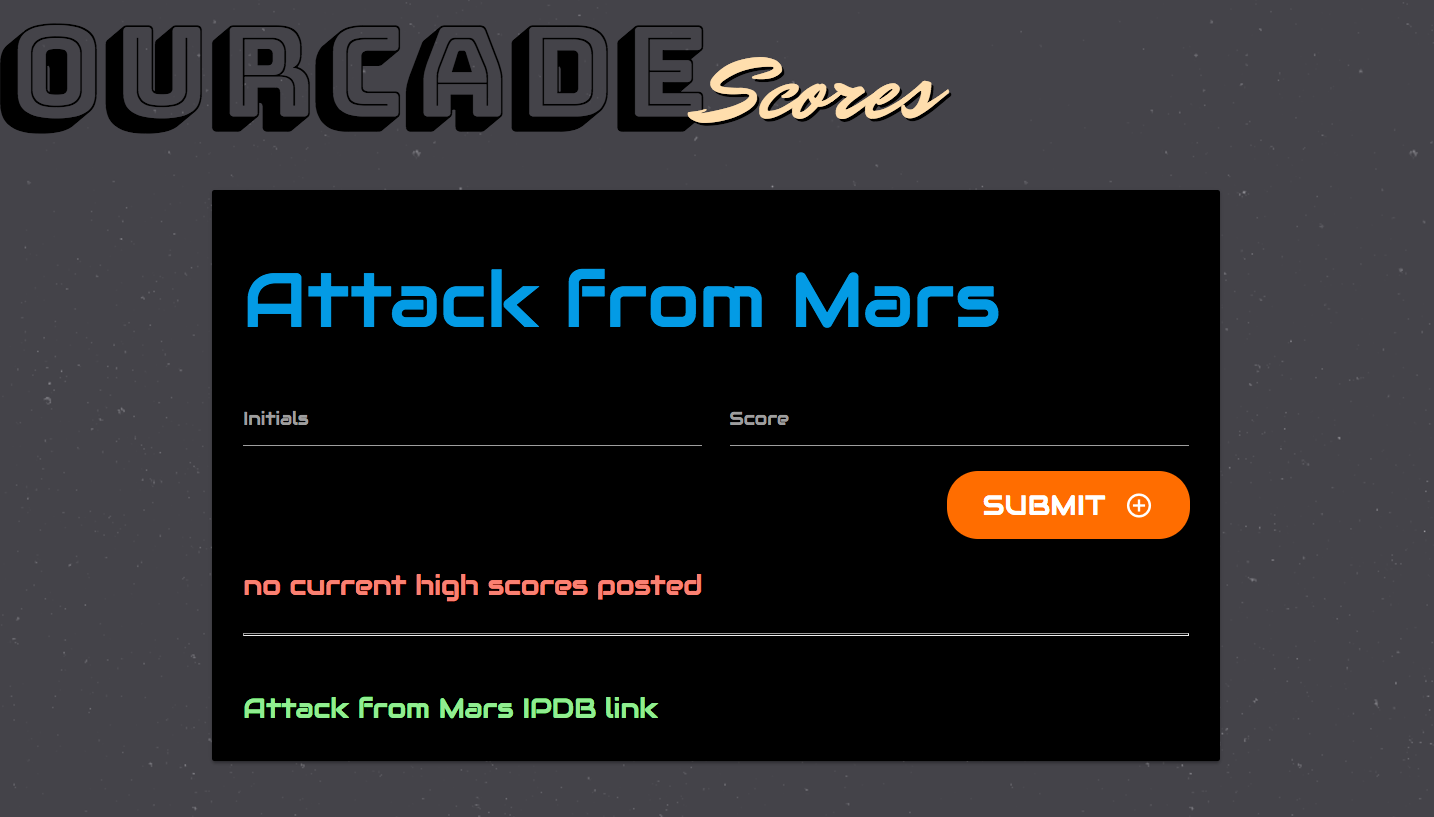 OURCADE Scores
Attack from Mars
Initials
Score
SUBMIT
no current high scores posted
Attack from Mars IPDB link